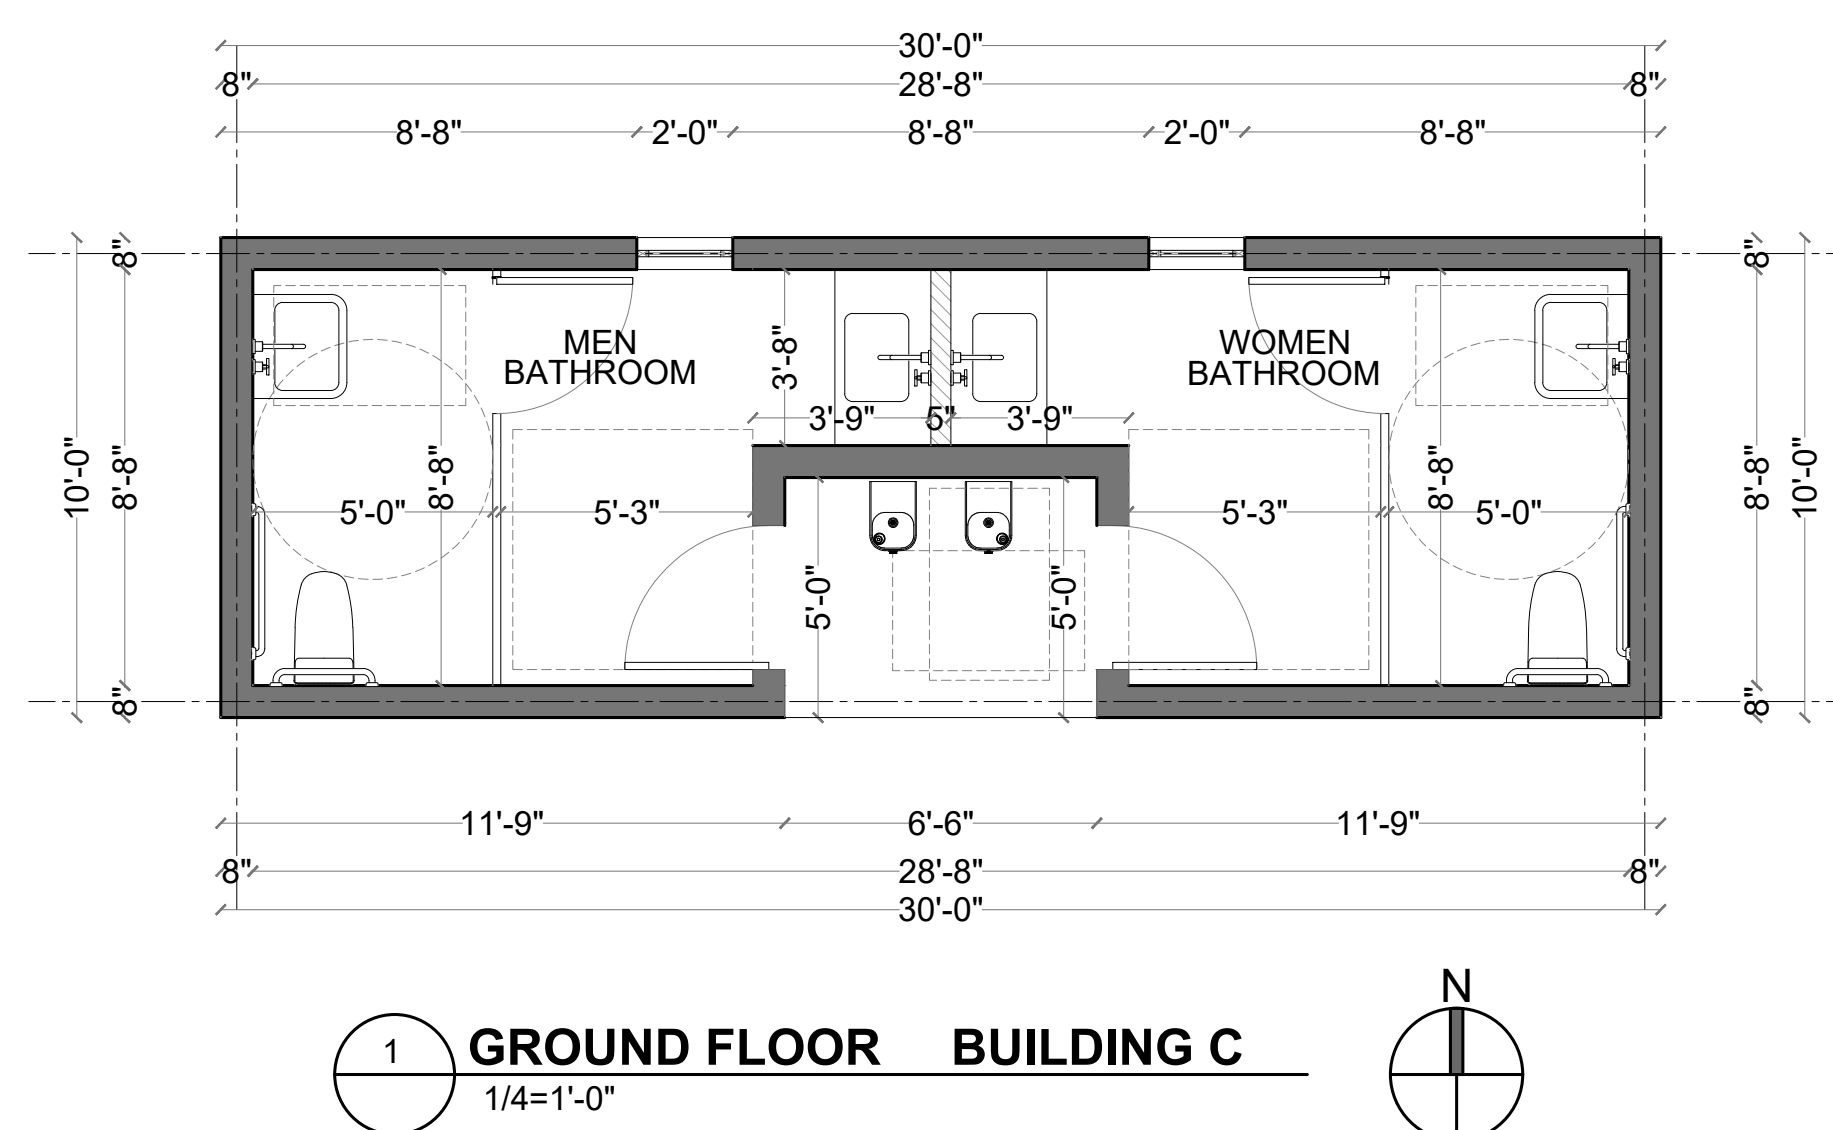 30'-0"
8" 28'-8" 8"
8'-8" 2'-0" 8'-8" 2'-0" 8'-8"
8" 8"
8" 8"
MEN WOMEN
BATHROOM BATHROOM
3'-8"
3'-9" 5" 3'-9"
10'-0" 8'-8" 8'-8" 8'-8" 8'-8" 10'-0"
5'-0" 5'-3" 5'-3" 5'-0"
5'-0" 5'-0"
11'-9" 6'-6" 11'-9"
8" 28'-8" 8"
30'-0"
N
1 GROUND FLOOR BUILDING C
1/4=1'-0"